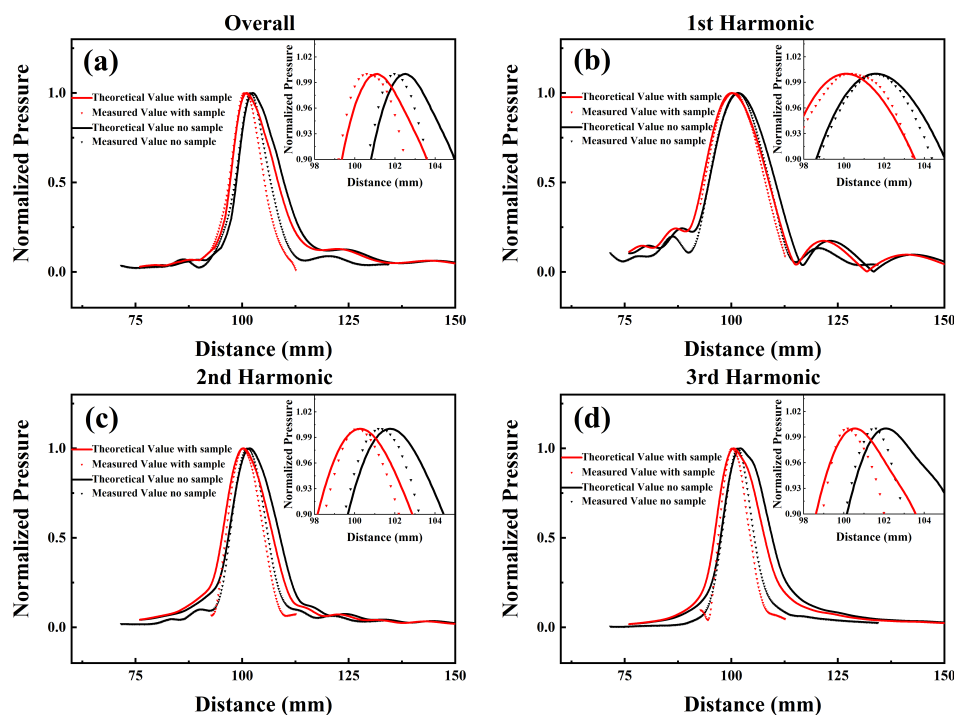 Overall
(a)
Theoretical Value with sample
Measured Value with sample
Theoretical Value no sample
Measured Value no sample
Normalized Pressure
1.0
0.5
0.0
75
100
125
150
Distance (mm)
Normalized Pressure
1.02
0.99
0.96
0.93
0.90
98
100
102
104
Distance (mm)
1st Harmonic
(b)
Theoretical Value with sample
Measured Value with sample
Theoretical Value no sample
Measured Value no sample
Normalized Pressure
1.0
0.5
0.0
75
100
125
150
Distance (mm)
Normalized Pressure
1.02
0.99
0.96
0.93
0.90
98
100
102
104
Distance (mm)
2nd Harmonic
(c)
Theoretical Value with sample
Measured Value with sample
Theoretical Value no sample
Measured Value no sample
Normalized Pressure
1.0
0.5
0.0
75
100
125
150
Distance (mm)
Normalized Pressure
1.02
0.99
0.96
0.93
0.90
98
100
102
104
Distance (mm)
3rd Harmonic
(d)
Theoretical Value with sample
Measured Value with sample
Theoretical Value no sample
Measured Value no sample
Normalized Pressure
1.0
0.5
0.0
75
100
125
150
Distance (mm)
Normalized Pressure
1.02
0.99
0.96
0.93
0.90
98
100
102
104
Distance (mm)